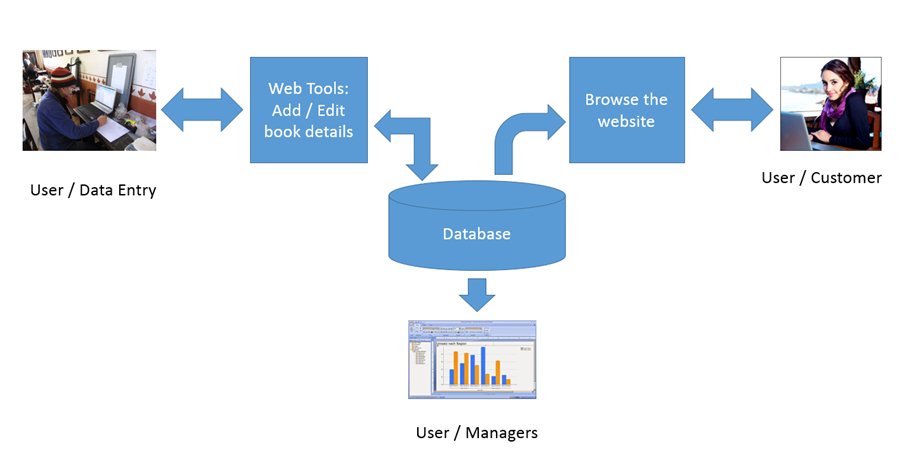 Web Tools:
Add / Edit
book details
Browse the
website
User / Data Entry
User / Customer
Database
User / Managers